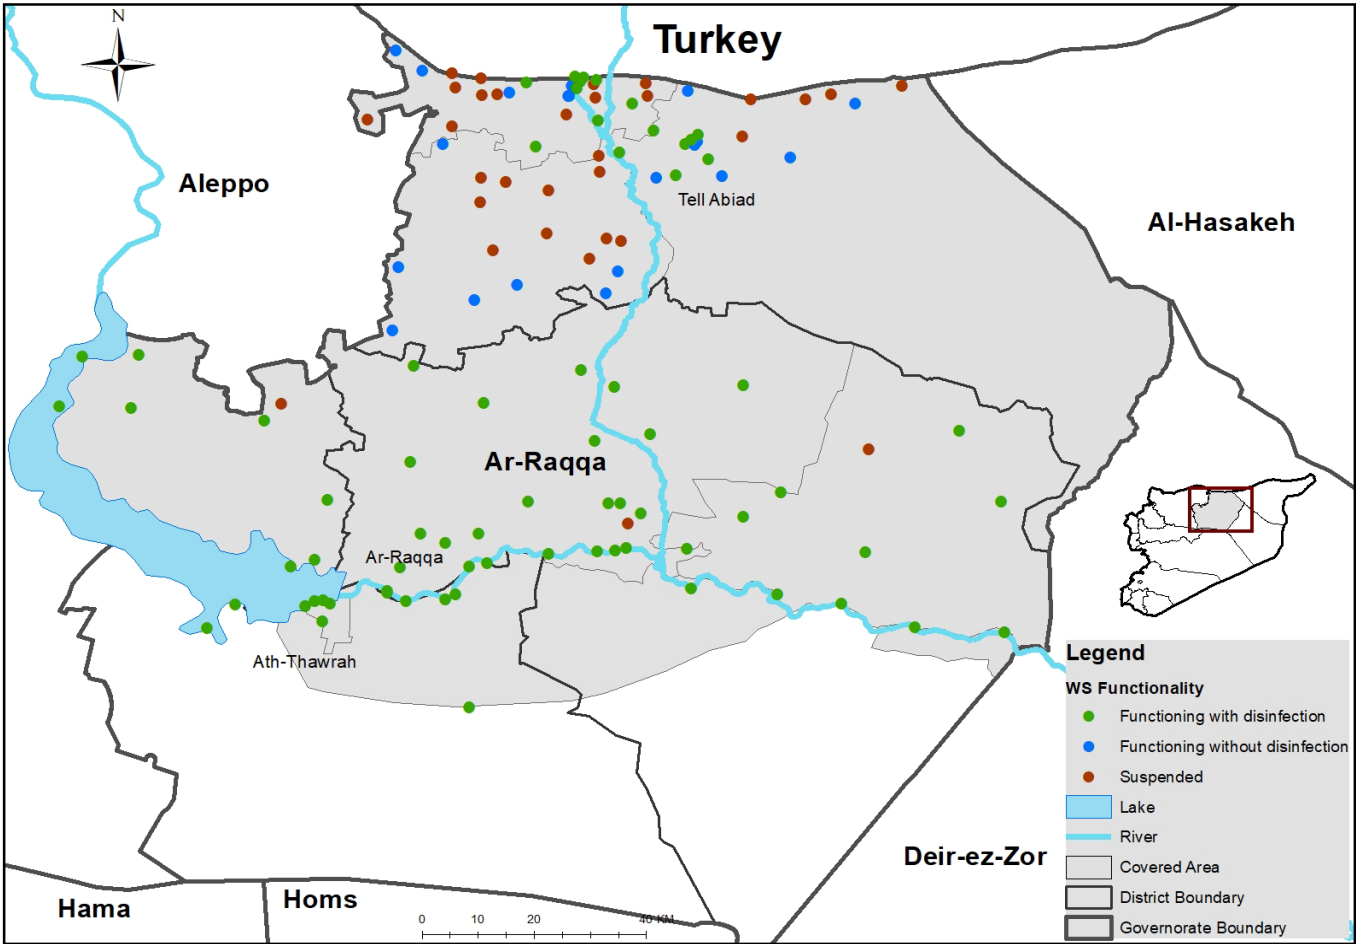 N
Turkey
Aleppo
Tell Abiad
Al-Hasakeh
Ar-Raqqa
Ar-Raqqa
Ath-Thawrah
Deir-ez-Zor
Homs
Hama
0 10 20 40 KM
Legend
WS Functionality
Functioning with disinfection
Functioning without disinfection
Suspended
Lake
River
Covered Area
District Boundary
Governorate Boundary